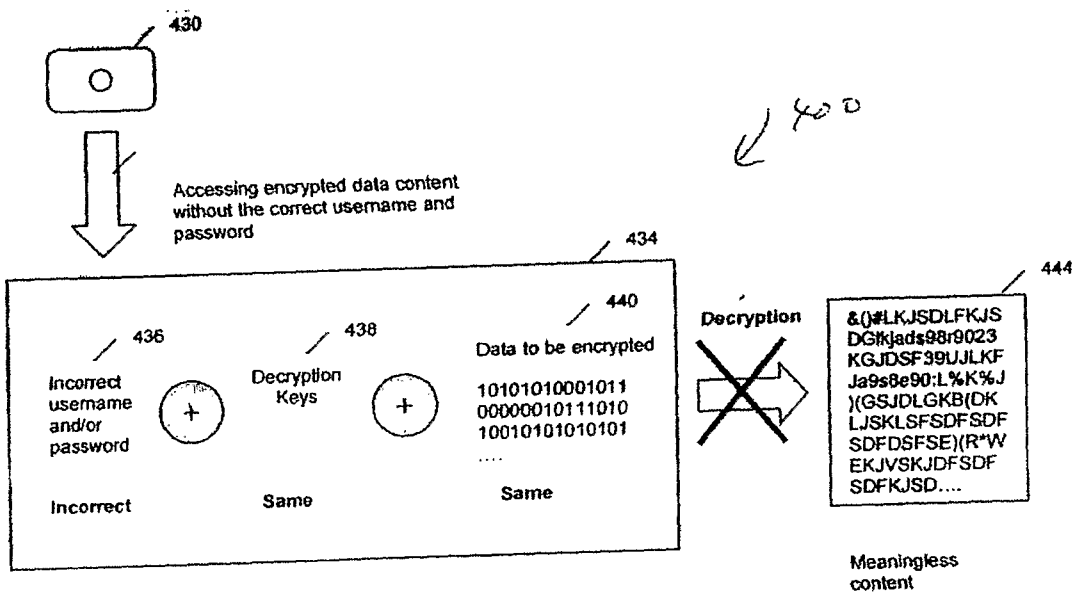 430
400
Accessing encrypted data content
without the correct username and
password
434
444
436
438
440
Decryption
Incorrect
username
and/or
password
+
Decryption
Keys
+
Data to be encrypted
10101010001011
00000010111010
10010101010101
....
&()#LKJSDLFKJS
DGfkjads98r9023
KGJDSF39UJLKF
Ja9s8e90:L%K%J
)(GSJDLGKB(DK
LJSKLSFSDFSDF
SDFDSFSE)(R*W
EKJVSKJDFSDF
SDFKJSD....
Incorrect
Same
Same
Meaningless
content